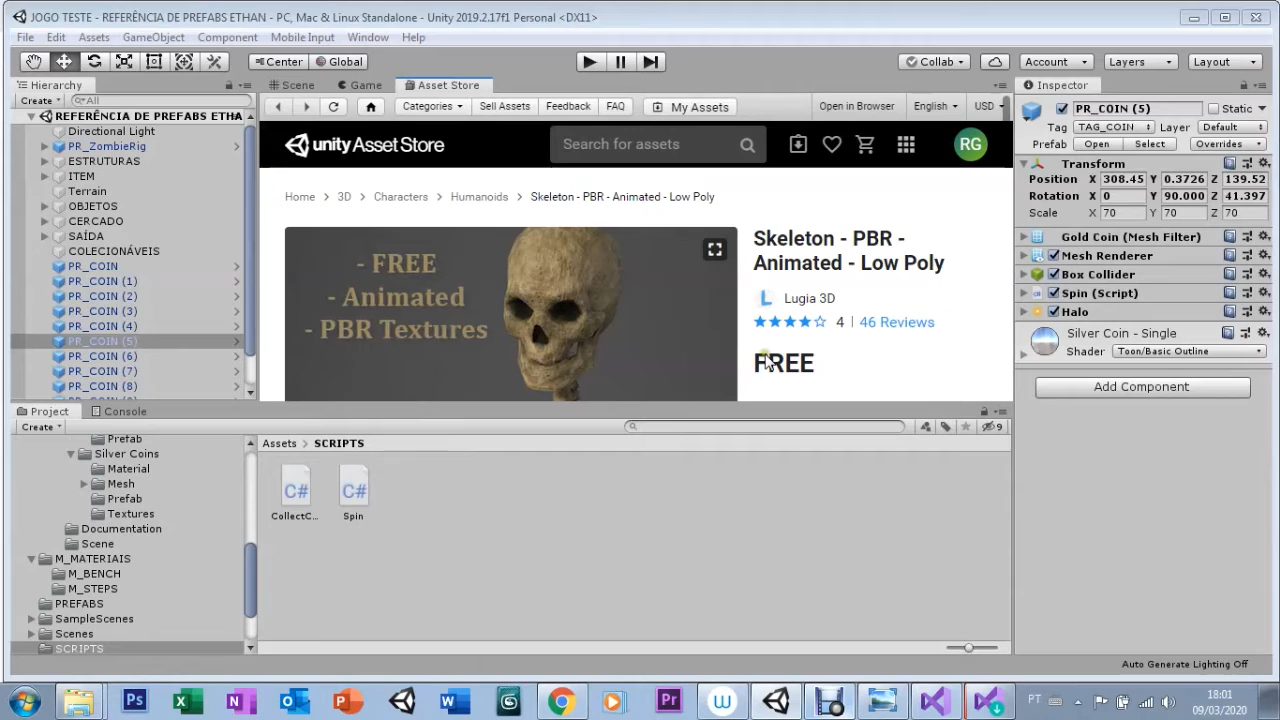 JOGO TESTE - REFERÊNCIA DE PREFABS ETHAN - PC, Mac & Linux Standalone - Unity 2019.2.17f1 Personal <DX11>
File Edit Assets GameObject Component Mobile Input Window Help
Center Global Collab Account Layers Layout
Hierarchy Scene Game Asset Store Inspector
Create All
Categories Sell Assets Feedback FAQ My Assets Open in Browser English USD
PR_COIN (5) Static
REFERÊNCIA DE PREFABS ETHA
Directional Light
PR_ZombieRig
ESTRUTURAS
ITEM
Terrain
OBJETOS
CERCADO
SAÍDA
COLECIONÁVEIS
PR_COIN
PR_COIN (1)
PR_COIN (2)
PR_COIN (3)
PR_COIN (4)
PR_COIN (5)
PR_COIN (6)
PR_COIN (7)
PR_COIN (8)
unity Asset Store Search for assets RG
Home 3D Characters Humanoids Skeleton - PBR - Animated - Low Poly
- FREE
- Animated
- PBR Textures
Skeleton - PBR -
Animated - Low Poly
L Lugia 3D
4 | 46 Reviews
FREE
Tag TAG_COIN Layer Default
Prefab Open Select Overrides
Transform
Position X 308.45 Y 0.3726 Z 139.52
Rotation X 0 Y 90.000 Z 41.397
Scale X 70 Y 70 Z 70
Gold Coin (Mesh Filter)
Mesh Renderer
Box Collider
Spin (Script)
Halo
Silver Coin - Single
Shader Toon/Basic Outline
Add Component
Project Console
Create 9
Prefab
Silver Coins
Material
Mesh
Prefab
Textures
Documentation
Scene
M_MATERIAIS
M_BENCH
M_STEPS
PREFABS
SampleScenes
Scenes
SCRIPTS
Assets > SCRIPTS
C# C#
CollectC... Spin
Auto Generate Lighting Off
Ps X N O P W Pr W
PT 18:01
09/03/2020